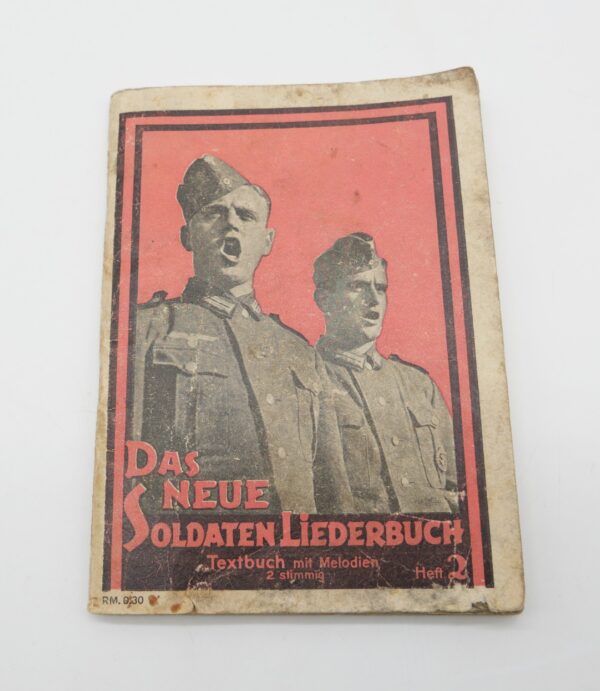 DAS
NEUE
SOLDATEN LIEDERBUCH
Textbuch mit Melodien
2 stimmig
Heft 2
RM. 0.30